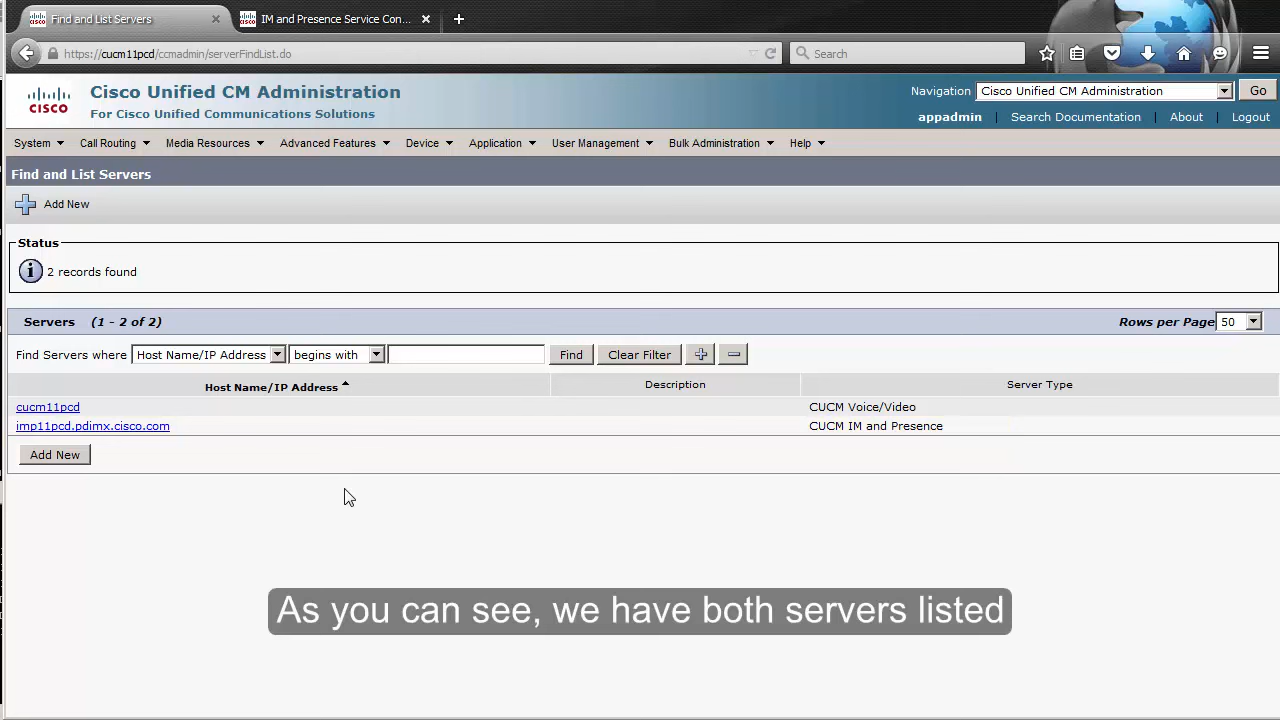 Find and List Servers × IM and Presence Service Con... × +
https://cucm11pcd/ccmadmin/serverFindList.do Search
CISCO
Cisco Unified CM Administration
For Cisco Unified Communications Solutions
Navigation Cisco Unified CM Administration Go
appadmin | Search Documentation | About | Logout
System Call Routing Media Resources Advanced Features Device Application User Management Bulk Administration Help
Find and List Servers
Add New
Status
2 records found
Servers (1 - 2 of 2) Rows per Page 50
Find Servers where Host Name/IP Address begins with Find Clear Filter
Host Name/IP Address Description Server Type
cucm11pcd CUCM Voice/Video
imp11pcd.pdimx.cisco.com CUCM IM and Presence
Add New
As you can see, we have both servers listed